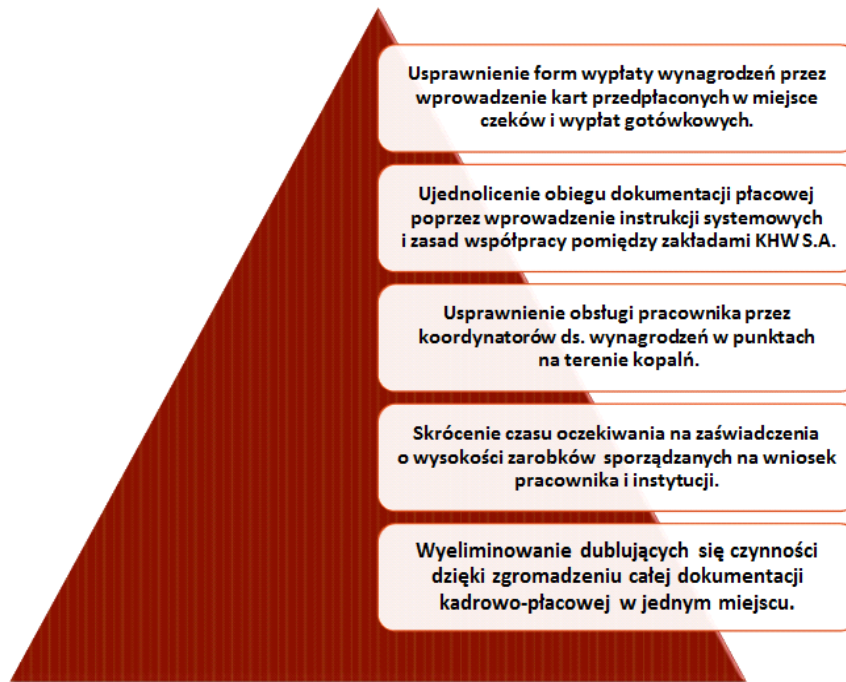 Usprawnienie form wypłaty wynagrodzeń przez
wprowadzenie kart przedpłaconych w miejsce
czeków i wypłat gotówkowych.
Ujednolicenie obiegu dokumentacji płacowej
poprzez wprowadzenie instrukcji systemowych
i zasad współpracy pomiędzy zakładami KHW S.A.
Usprawnienie obsługi pracownika przez
koordynatorów ds. wynagrodzeń w punktach
na terenie kopalń.
Skrócenie czasu oczekiwania na zaświadczenia
o wysokości zarobków sporządzanych na wniosek
pracownika i instytucji.
Wyeliminowanie dublujących się czynności
dzięki zgromadzeniu całej dokumentacji
kadrowo-płacowej w jednym miejscu.